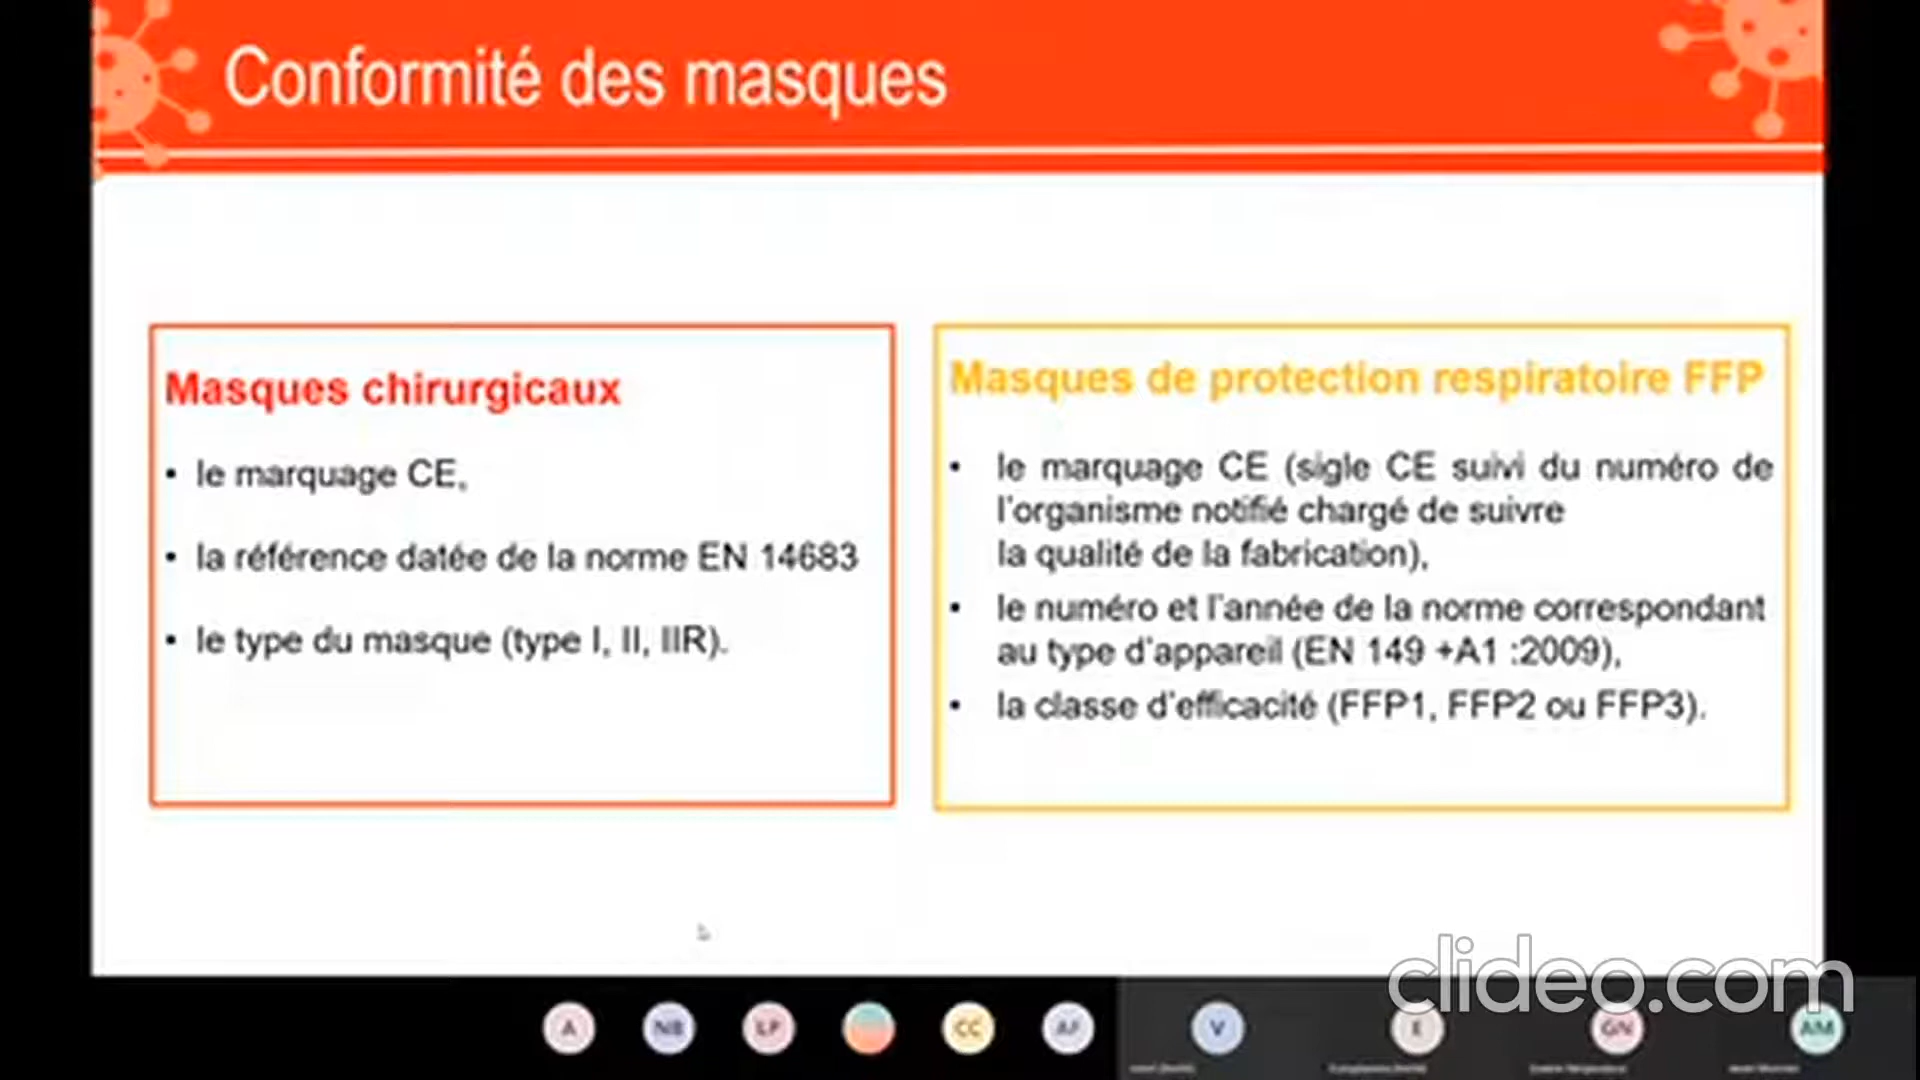 Conformité des masques
Masques chirurgicaux
• le marquage CE,
• la référence datée de la norme EN 14683
• le type du masque (type I, II, IIR).
Masques de protection respiratoire FFP
• le marquage CE (sigle CE suivi du numéro de
l'organisme notifié chargé de suivre
la qualité de la fabrication),
• le numéro et l'année de la norme correspondant
au type d'appareil (EN 149 +A1 :2009),
• la classe d'efficacité (FFP1, FFP2 ou FFP3).
clideo.com
A
NB
LP
CC
AF
V
E
GN
AM